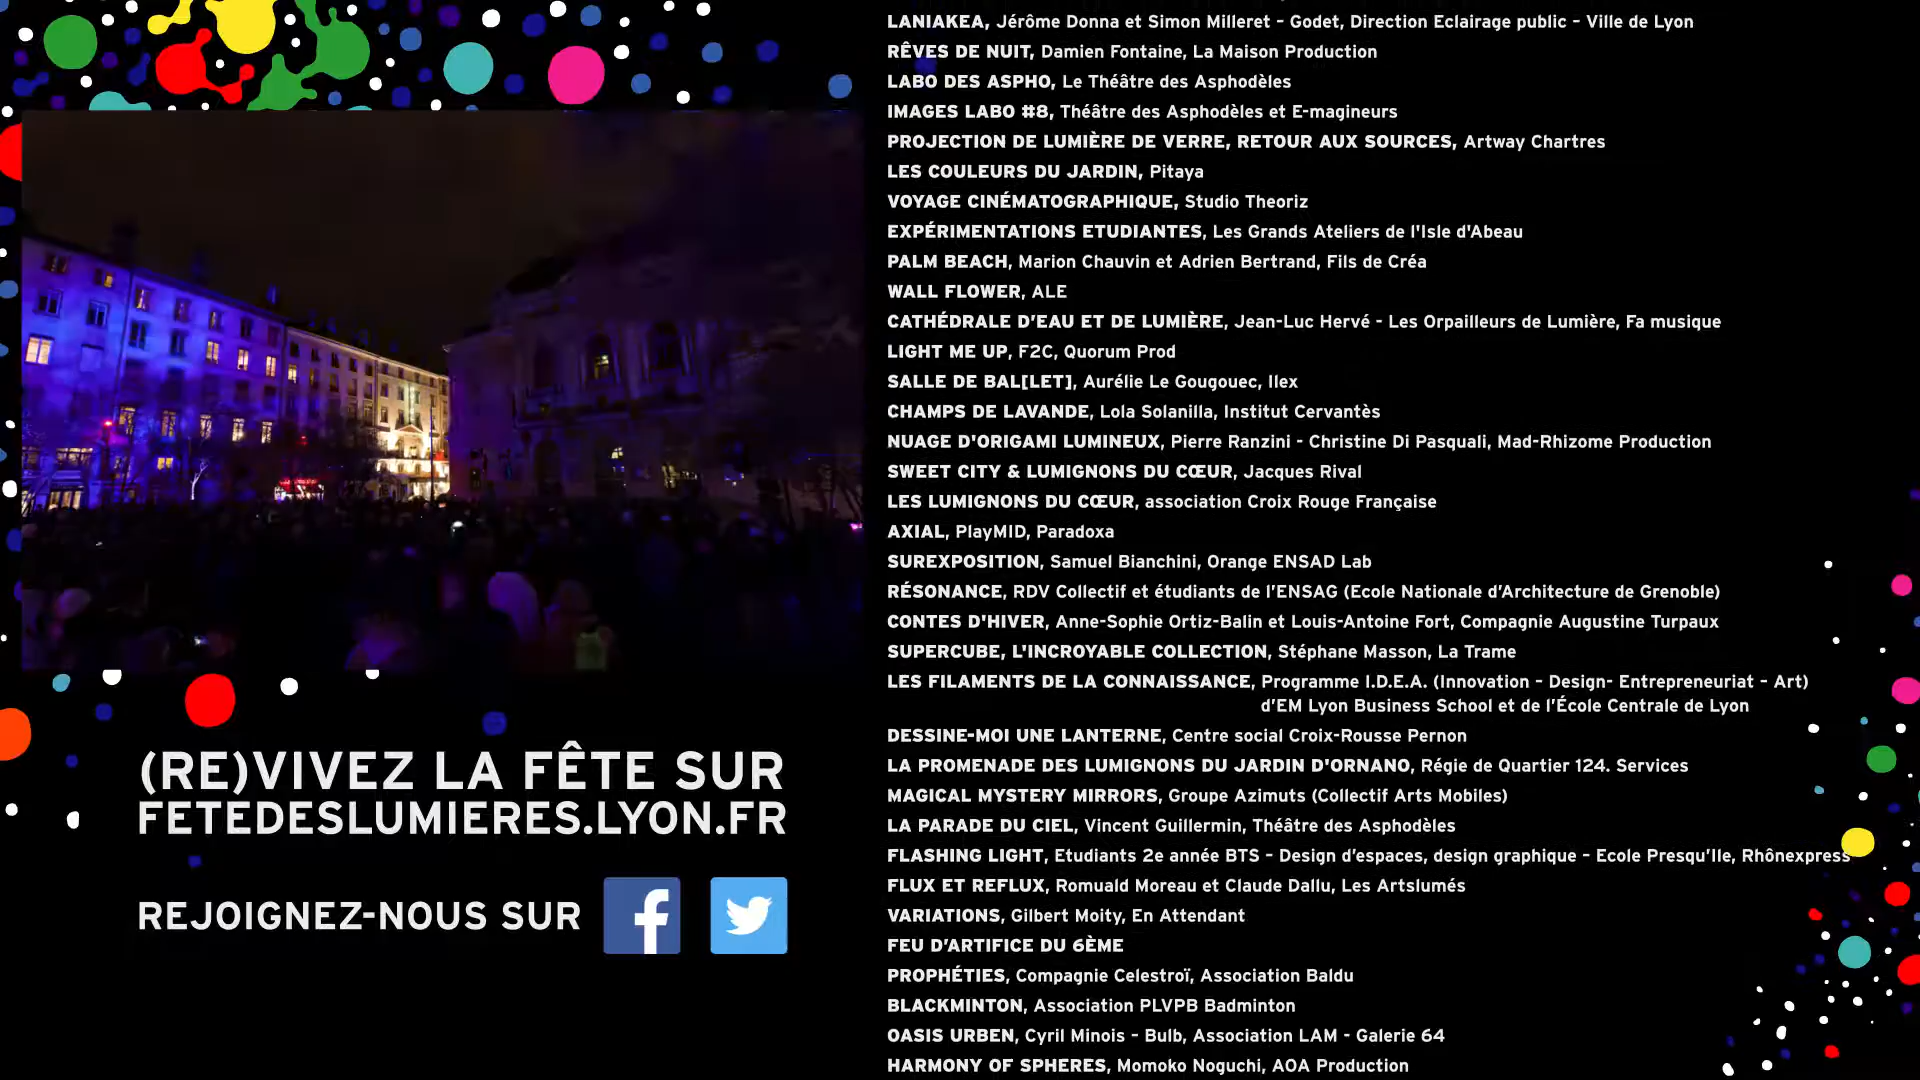 LANIAKEA, Jérôme Donna et Simon Milleret – Godet, Direction Eclairage public – Ville de Lyon
RÊVES DE NUIT, Damien Fontaine, La Maison Production
LABO DES ASPHO, Le Théâtre des Asphodèles
IMAGES LABO #8, Théâtre des Asphodèles et E-magineurs
PROJECTION DE LUMIÈRE DE VERRE, RETOUR AUX SOURCES, Artway Chartres
LES COULEURS DU JARDIN, Pitaya
VOYAGE CINÉMATOGRAPHIQUE, Studio Theoriz
EXPÉRIMENTATIONS ETUDIANTES, Les Grands Ateliers de l'Isle d'Abeau
PALM BEACH, Marion Chauvin et Adrien Bertrand, Fils de Créa
WALL FLOWER, ALE
CATHÉDRALE D’EAU ET DE LUMIÈRE, Jean-Luc Hervé - Les Orpailleurs de Lumière, Fa musique
LIGHT ME UP, F2C, Quorum Prod
SALLE DE BAL[LET], Aurélie Le Gougouec, Ilex
CHAMPS DE LAVANDE, Lola Solanilla, Institut Cervantès
NUAGE D'ORIGAMI LUMINEUX, Pierre Ranzini - Christine Di Pasquali, Mad-Rhizome Production
SWEET CITY & LUMIGNONS DU CŒUR, Jacques Rival
LES LUMIGNONS DU CŒUR, association Croix Rouge Française
AXIAL, PlayMID, Paradoxa
SUREXPOSITION, Samuel Bianchini, Orange ENSAD Lab
RÉSONANCE, RDV Collectif et étudiants de l’ENSAG (Ecole Nationale d’Architecture de Grenoble)
CONTES D'HIVER, Anne-Sophie Ortiz-Balin et Louis-Antoine Fort, Compagnie Augustine Turpaux
SUPERCUBE, L'INCROYABLE COLLECTION, Stéphane Masson, La Trame
LES FILAMENTS DE LA CONNAISSANCE, Programme I.D.E.A. (Innovation – Design- Entrepreneuriat – Art)
d’EM Lyon Business School et de l’École Centrale de Lyon
DESSINE-MOI UNE LANTERNE, Centre social Croix-Rousse Pernon
LA PROMENADE DES LUMIGNONS DU JARDIN D'ORNANO, Régie de Quartier 124. Services
MAGICAL MYSTERY MIRRORS, Groupe Azimuts (Collectif Arts Mobiles)
LA PARADE DU CIEL, Vincent Guillermin, Théâtre des Asphodèles
FLASHING LIGHT, Etudiants 2e année BTS – Design d’espaces, design graphique – Ecole Presqu’Ile, Rhônexpress
FLUX ET REFLUX, Romuald Moreau et Claude Dallu, Les Artslumés
VARIATIONS, Gilbert Moity, En Attendant
FEU D’ARTIFICE DU 6ÈME
PROPHÉTIES, Compagnie Celestroï, Association Baldu
BLACKMINTON, Association PLVPB Badminton
OASIS URBEN, Cyril Minois – Bulb, Association LAM - Galerie 64
HARMONY OF SPHERES, Momoko Noguchi, AOA Production
(RE)VIVEZ LA FÊTE SUR
FETEDESLUMIERES.LYON.FR
REJOIGNEZ-NOUS SUR